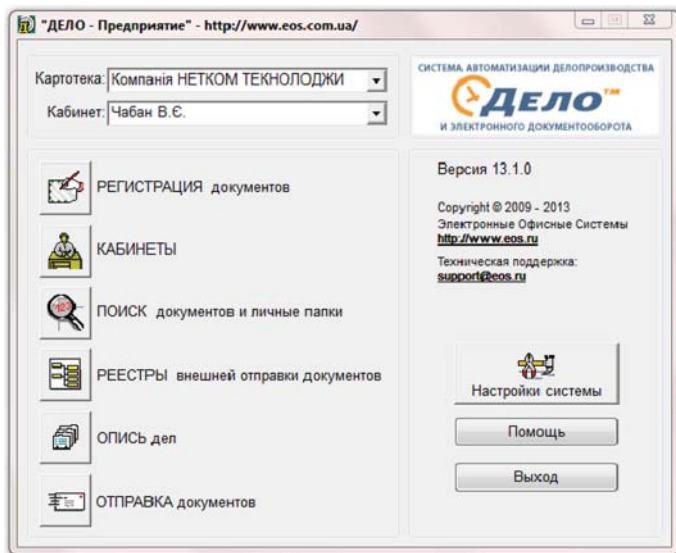 "ДЕЛО - Предприятие" - http://www.eos.com.ua/
Картотека: Компанія НЕТКОМ ТЕКНОЛОДЖИ
Кабинет: Чабан В.Є.
СИСТЕМА АВТОМАТИЗАЦИИ ДЕЛОПРОИЗВОДСТВА
ДЕЛО™
И ЭЛЕКТРОННОГО ДОКУМЕНТООБОРОТА
РЕГИСТРАЦИЯ документов
КАБИНЕТЫ
ПОИСК документов и личные папки
РЕЕСТРЫ внешней отправки документов
ОПИСЬ дел
ОТПРАВКА документов
Версия 13.1.0
Copyright © 2009 - 2013
Электронные Офисные Системы
http://www.eos.ru
Техническая поддержка:
support@eos.ru
Настройки системы
Помощь
Выход